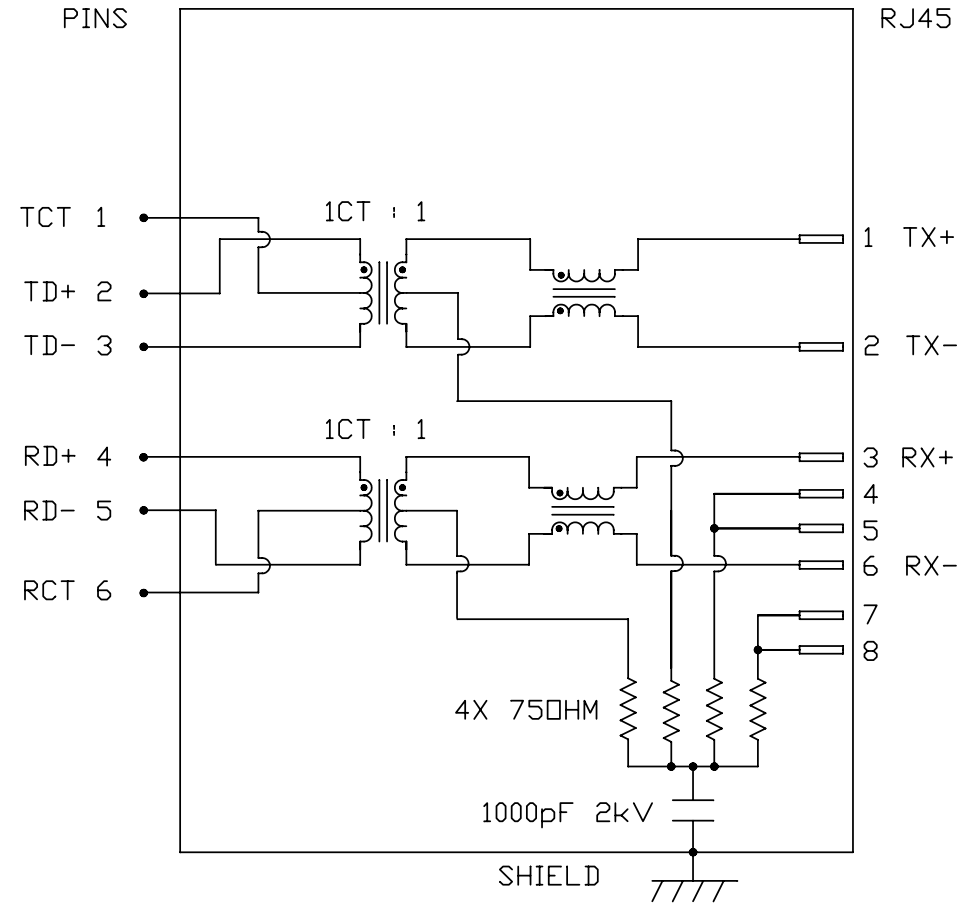 PINS
RJ45
TCT 1
1CT : 1
1 TX+
TD+ 2
TD- 3
2 TX-
1CT : 1
RD+ 4
3 RX+
4
RD- 5
5
6 RX-
RCT 6
7
8
4X 75OHM
1000pF 2kV
SHIELD